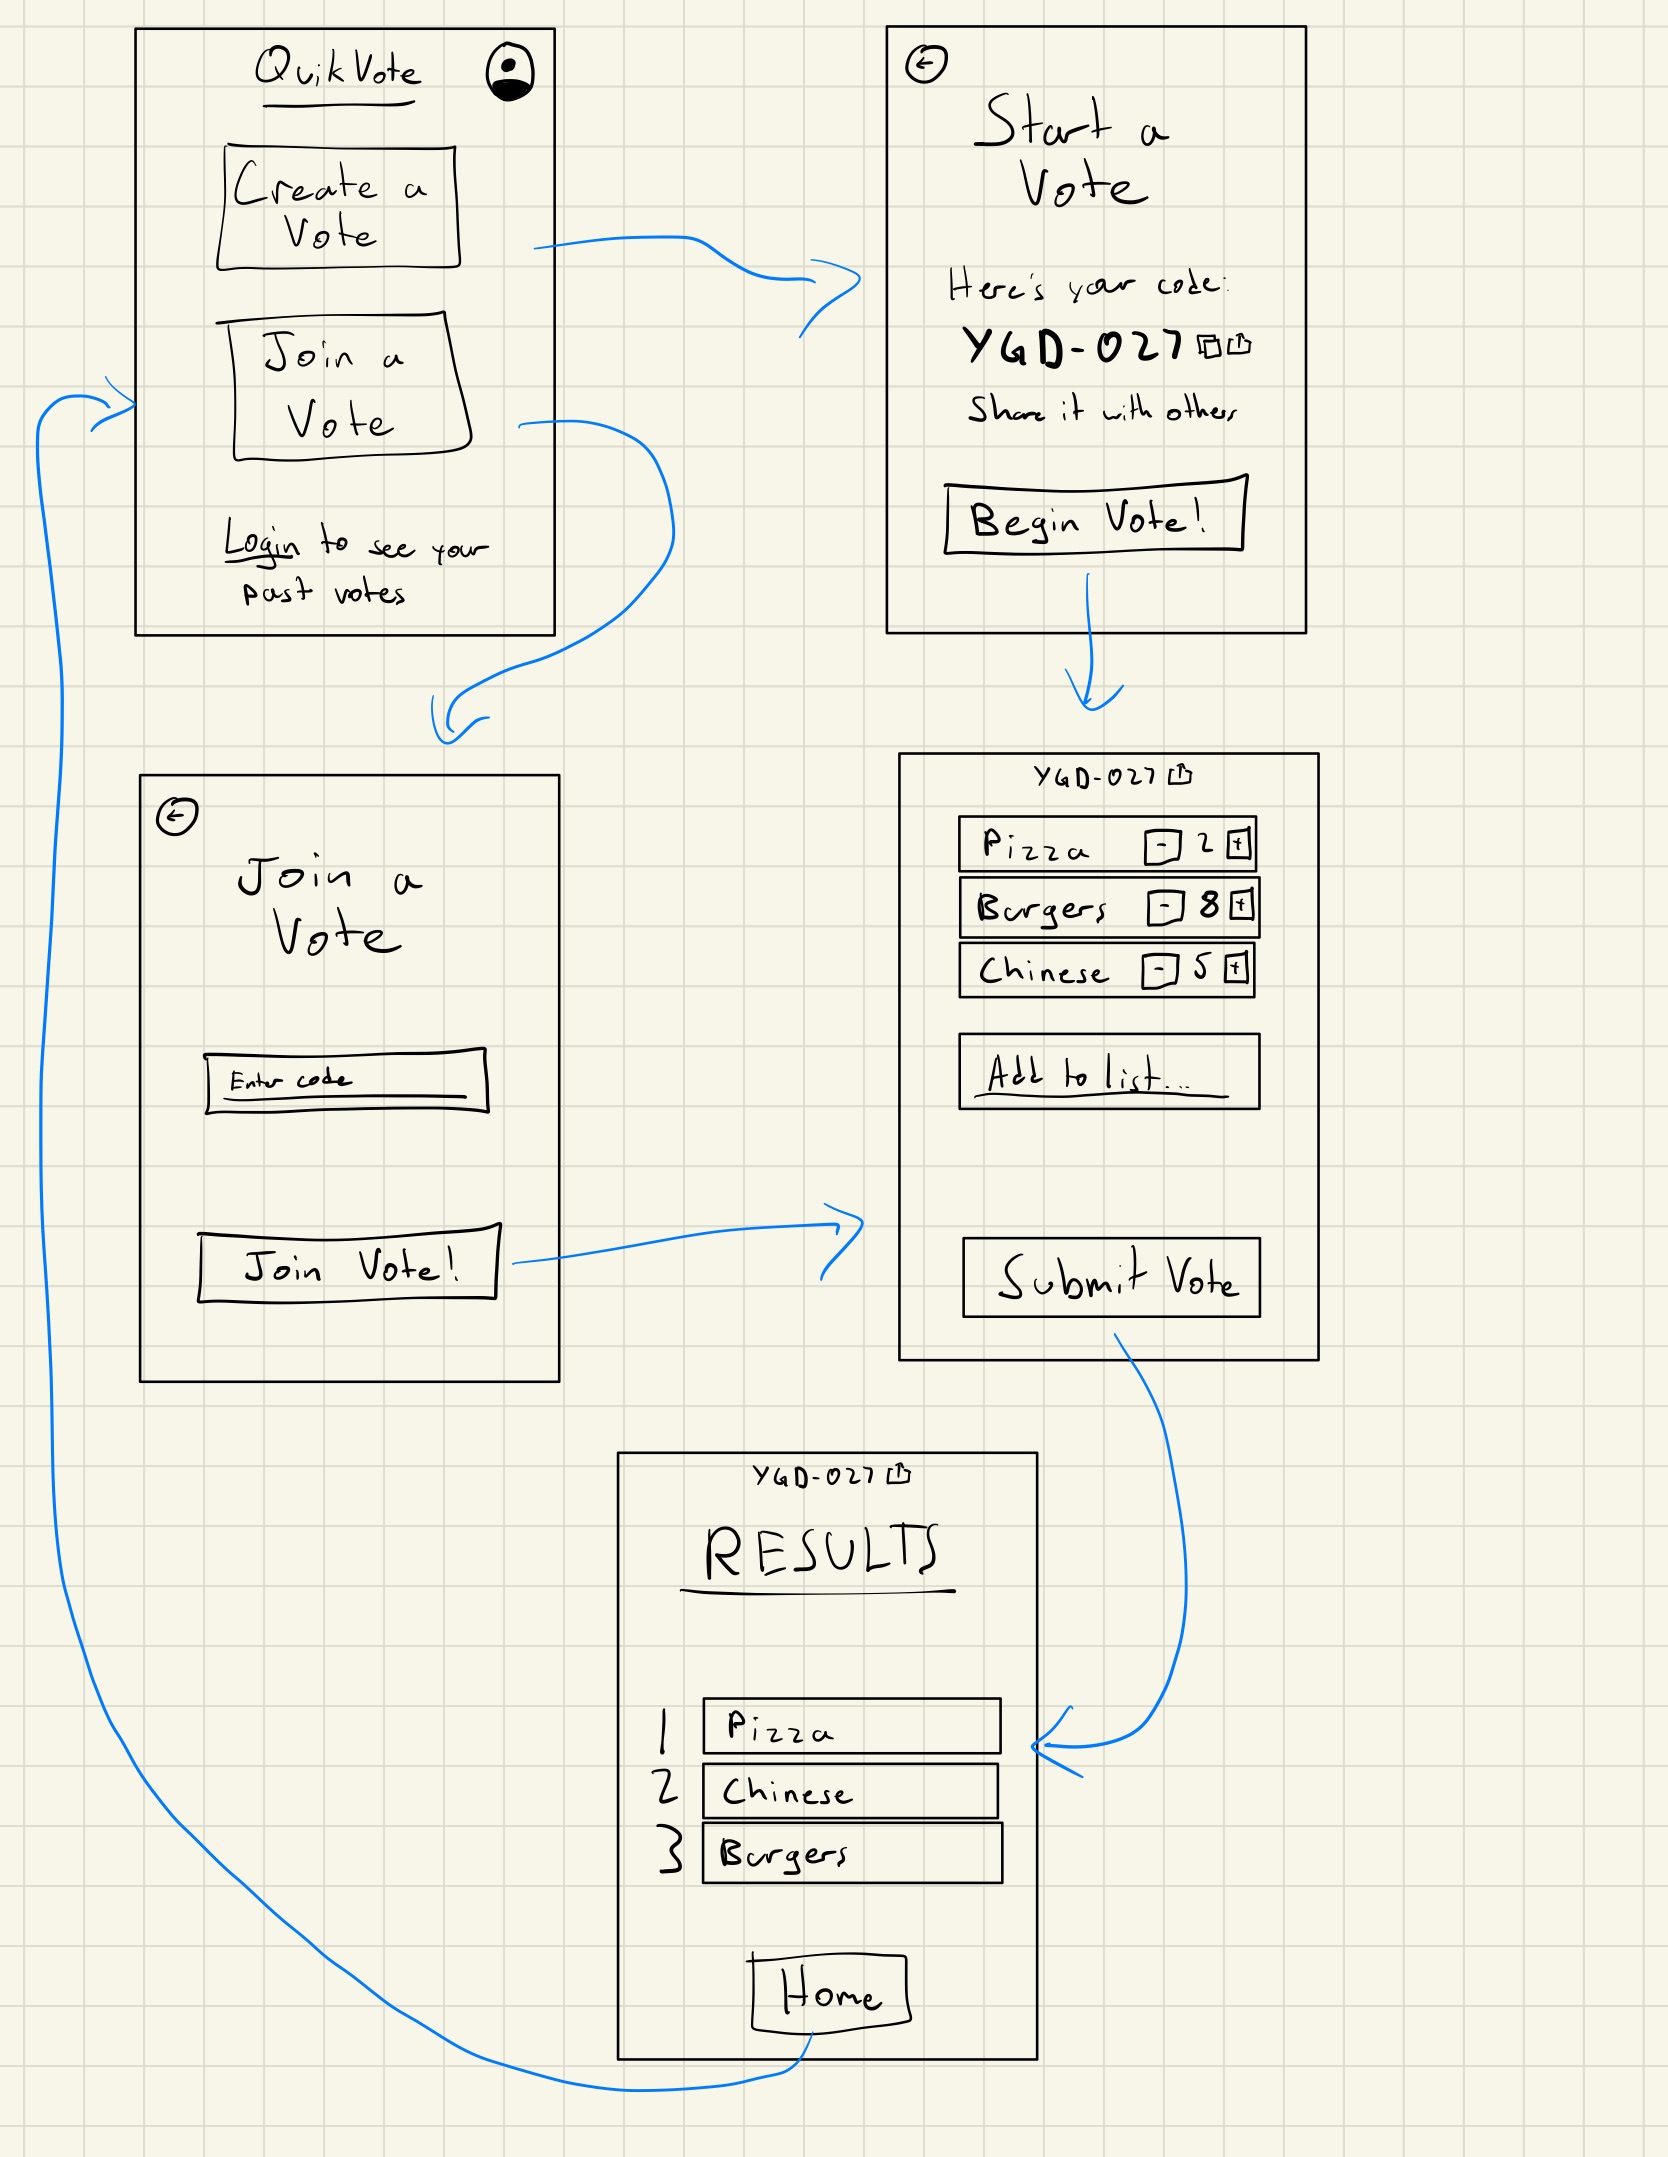 QuikVote
Create a
Vote
Join a
Vote
Login to see your
past votes
Start a
Vote
Here's your code:
YGD-027
Share it with others
Begin Vote!
Join a
Vote
Enter code
Join Vote!
YGD-027
Pizza - 2 +
Burgers - 8 +
Chinese - 5 +
Add to list...
Submit Vote
YGD-027
RESULTS
1 Pizza
2 Chinese
3 Burgers
Home